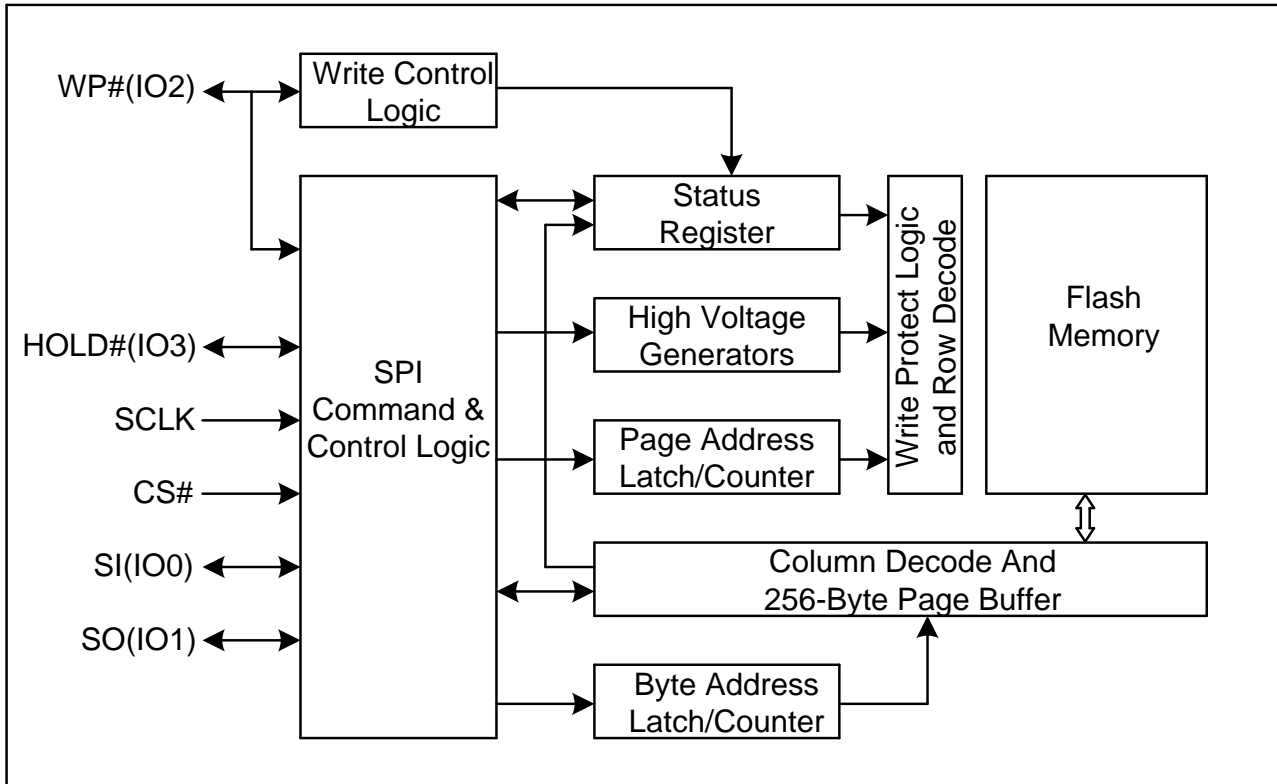 WP#(IO2)
Write Control
Logic
Status
Register
Write Protect Logic
and Row Decode
Flash
Memory
HOLD#(IO3)
High Voltage
Generators
SPI
Command &
Control Logic
SCLK
Page Address
Latch/Counter
CS#
SI(IO0)
Column Decode And
256-Byte Page Buffer
SO(IO1)
Byte Address
Latch/Counter